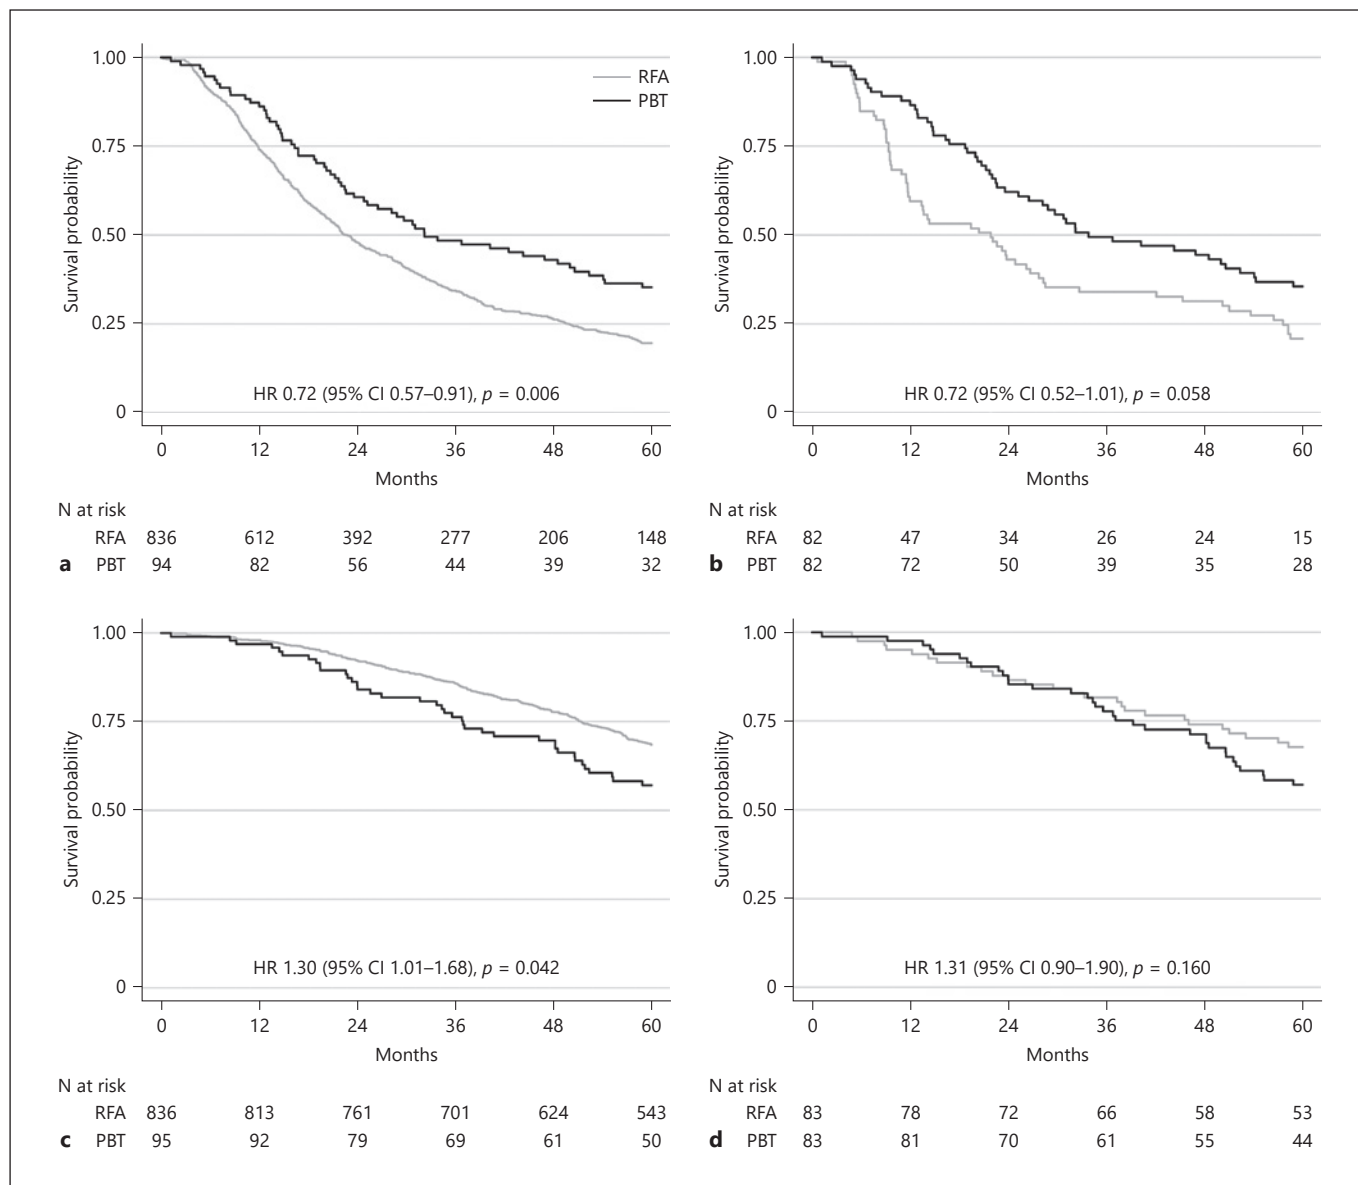 1.00
0.75
0.50
0.25
0
Survival probability
RFA
PBT
HR 0.72 (95% CI 0.57–0.91), p = 0.006
0 12 24 36 48 60
Months
N at risk
RFA 836 612 392 277 206 148
a PBT 94 82 56 44 39 32
1.00
0.75
0.50
0.25
0
Survival probability
HR 0.72 (95% CI 0.52–1.01), p = 0.058
0 12 24 36 48 60
Months
N at risk
RFA 82 47 34 26 24 15
b PBT 82 72 50 39 35 28
1.00
0.75
0.50
0.25
0
Survival probability
HR 1.30 (95% CI 1.01–1.68), p = 0.042
0 12 24 36 48 60
Months
N at risk
RFA 836 813 761 701 624 543
c PBT 95 92 79 69 61 50
1.00
0.75
0.50
0.25
0
Survival probability
HR 1.31 (95% CI 0.90–1.90), p = 0.160
0 12 24 36 48 60
Months
N at risk
RFA 83 78 72 66 58 53
d PBT 83 81 70 61 55 44